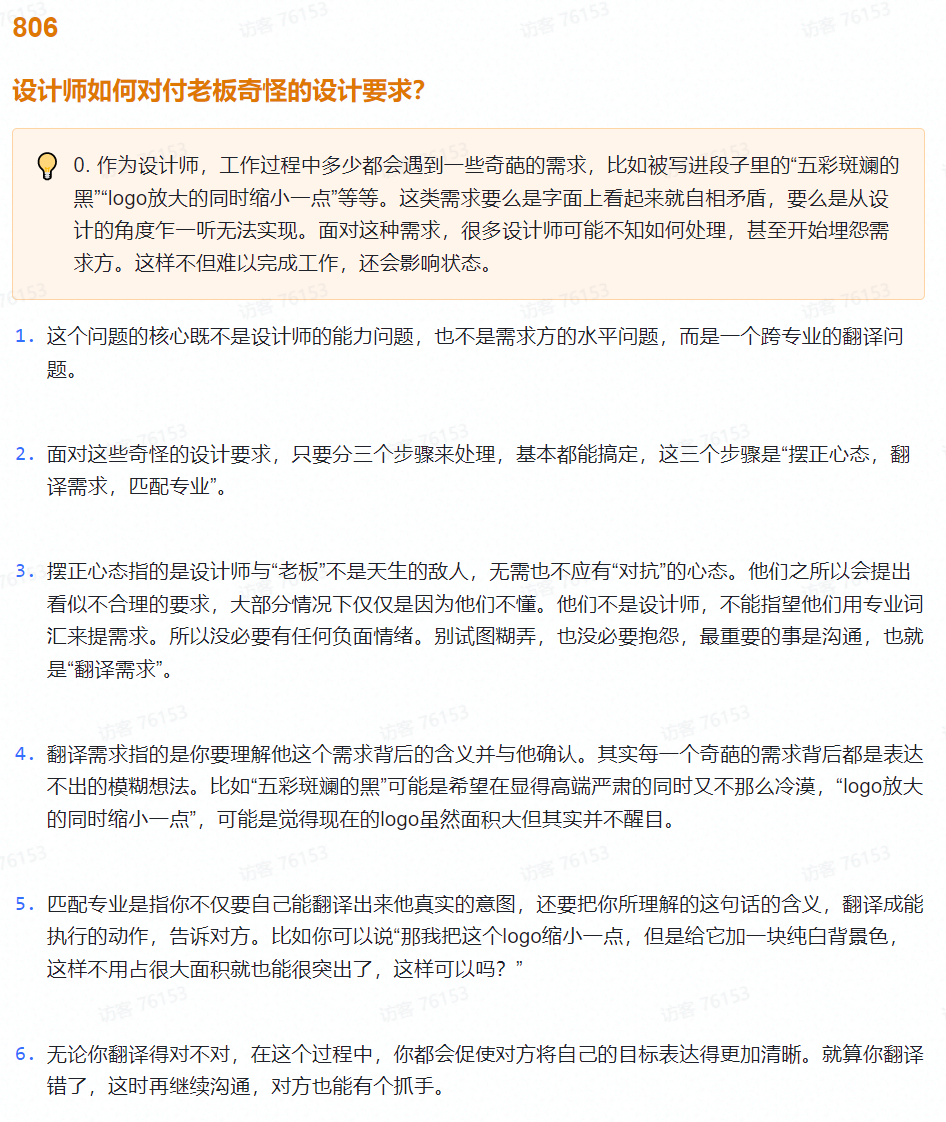 806
设计师如何对付老板奇怪的设计要求？
0. 作为设计师，工作过程中多少都会遇到一些奇葩的需求，比如被写进段子里的“五彩斑斓的
黑”“logo放大的同时缩小一点”等等。这类需求要么是字面上看起来就自相矛盾，要么是从设
计的角度乍一听无法实现。面对这种需求，很多设计师可能不知如何处理，甚至开始埋怨需
求方。这样不但难以完成工作，还会影响状态。
1. 这个问题的核心既不是设计师的能力问题，也不是需求方的水平问题，而是一个跨专业的翻译问
题。
2. 面对这些奇怪的设计要求，只要分三个步骤来处理，基本都能搞定，这三个步骤是“摆正心态，翻
译需求，匹配专业”。
3. 摆正心态指的是设计师与“老板”不是天生的敌人，无需也不应有“对抗”的心态。他们之所以会提出
看似不合理的要求，大部分情况下仅仅是因为他们不懂。他们不是设计师，不能指望他们用专业词
汇来提需求。所以没必要有任何负面情绪。别试图糊弄，也没必要抱怨，最重要的事是沟通，也就
是“翻译需求”。
4. 翻译需求指的是你要理解他这个需求背后的含义并与他确认。其实每一个奇葩的需求背后都是表达
不出的模糊想法。比如“五彩斑斓的黑”可能是希望在显得高端严肃的同时又不那么冷漠，“logo放大
的同时缩小一点”，可能是觉得现在的logo虽然面积大但其实并不醒目。
5. 匹配专业是指你不仅要自己能翻译出来他真实的意图，还要把你所理解的这句话的含义，翻译成能
执行的动作，告诉对方。比如你可以说“那我把这个logo缩小一点，但是给它加一块纯白背景色，
这样不用占很大面积就也能很突出了，这样可以吗？”
6. 无论你翻译得对不对，在这个过程中，你都会促使对方将自己的目标表达得更加清晰。就算你翻译
错了，这时再继续沟通，对方也能有个抓手。
访客 76153